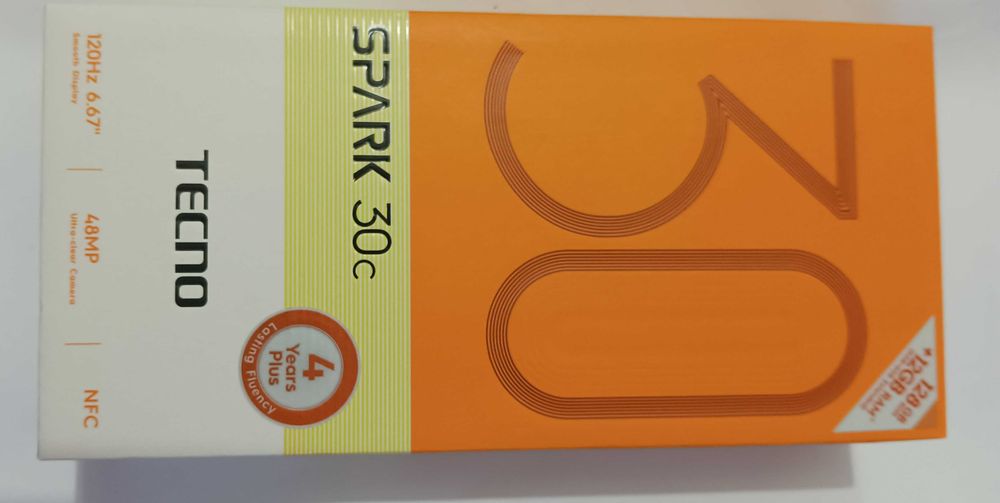 30
128GB
+12GB RAM*
SPARK 30C
4
Years
Plus
Lasting Fluency
TECNO
120Hz 6.67"
Smooth Display
48MP
Ultra-clear Camera
NFC